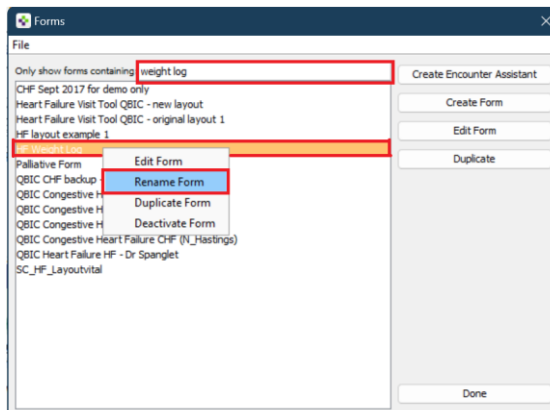 Forms
File
Only show forms containing: weight log
Create Encounter Assistant
Create Form
Edit Form
Duplicate
CHF Sept 2017 for demo only
Heart Failure Visit Tool QBIC - new layout
Heart Failure Visit Tool QBIC - original layout 1
HF layout example 1
HF Weight Log
Palliative Form
QBIC CHF backup -
QBIC Congestive H
QBIC Congestive H
QBIC Congestive H
QBIC Congestive Heart Failure CHF (N_Hastings)
QBIC Heart Failure HF - Dr Spanglet
SC_HF_Layoutvital
Edit Form
Rename Form
Duplicate Form
Deactivate Form
Done